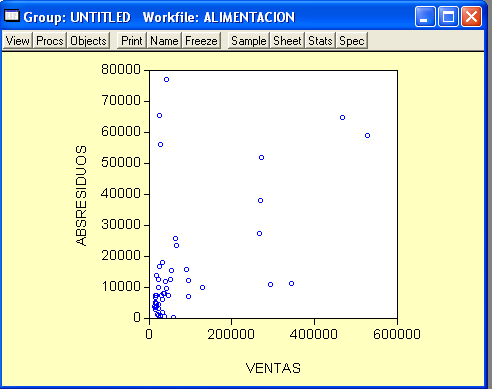 Group: UNTITLED Workfile: ALIMENTACION
View Procs Objects Print Name Freeze Sample Sheet Stats Spec
80000
70000
60000
50000
40000
30000
20000
10000
0
ABSRESIDUOS
0 200000 400000 600000
VENTAS